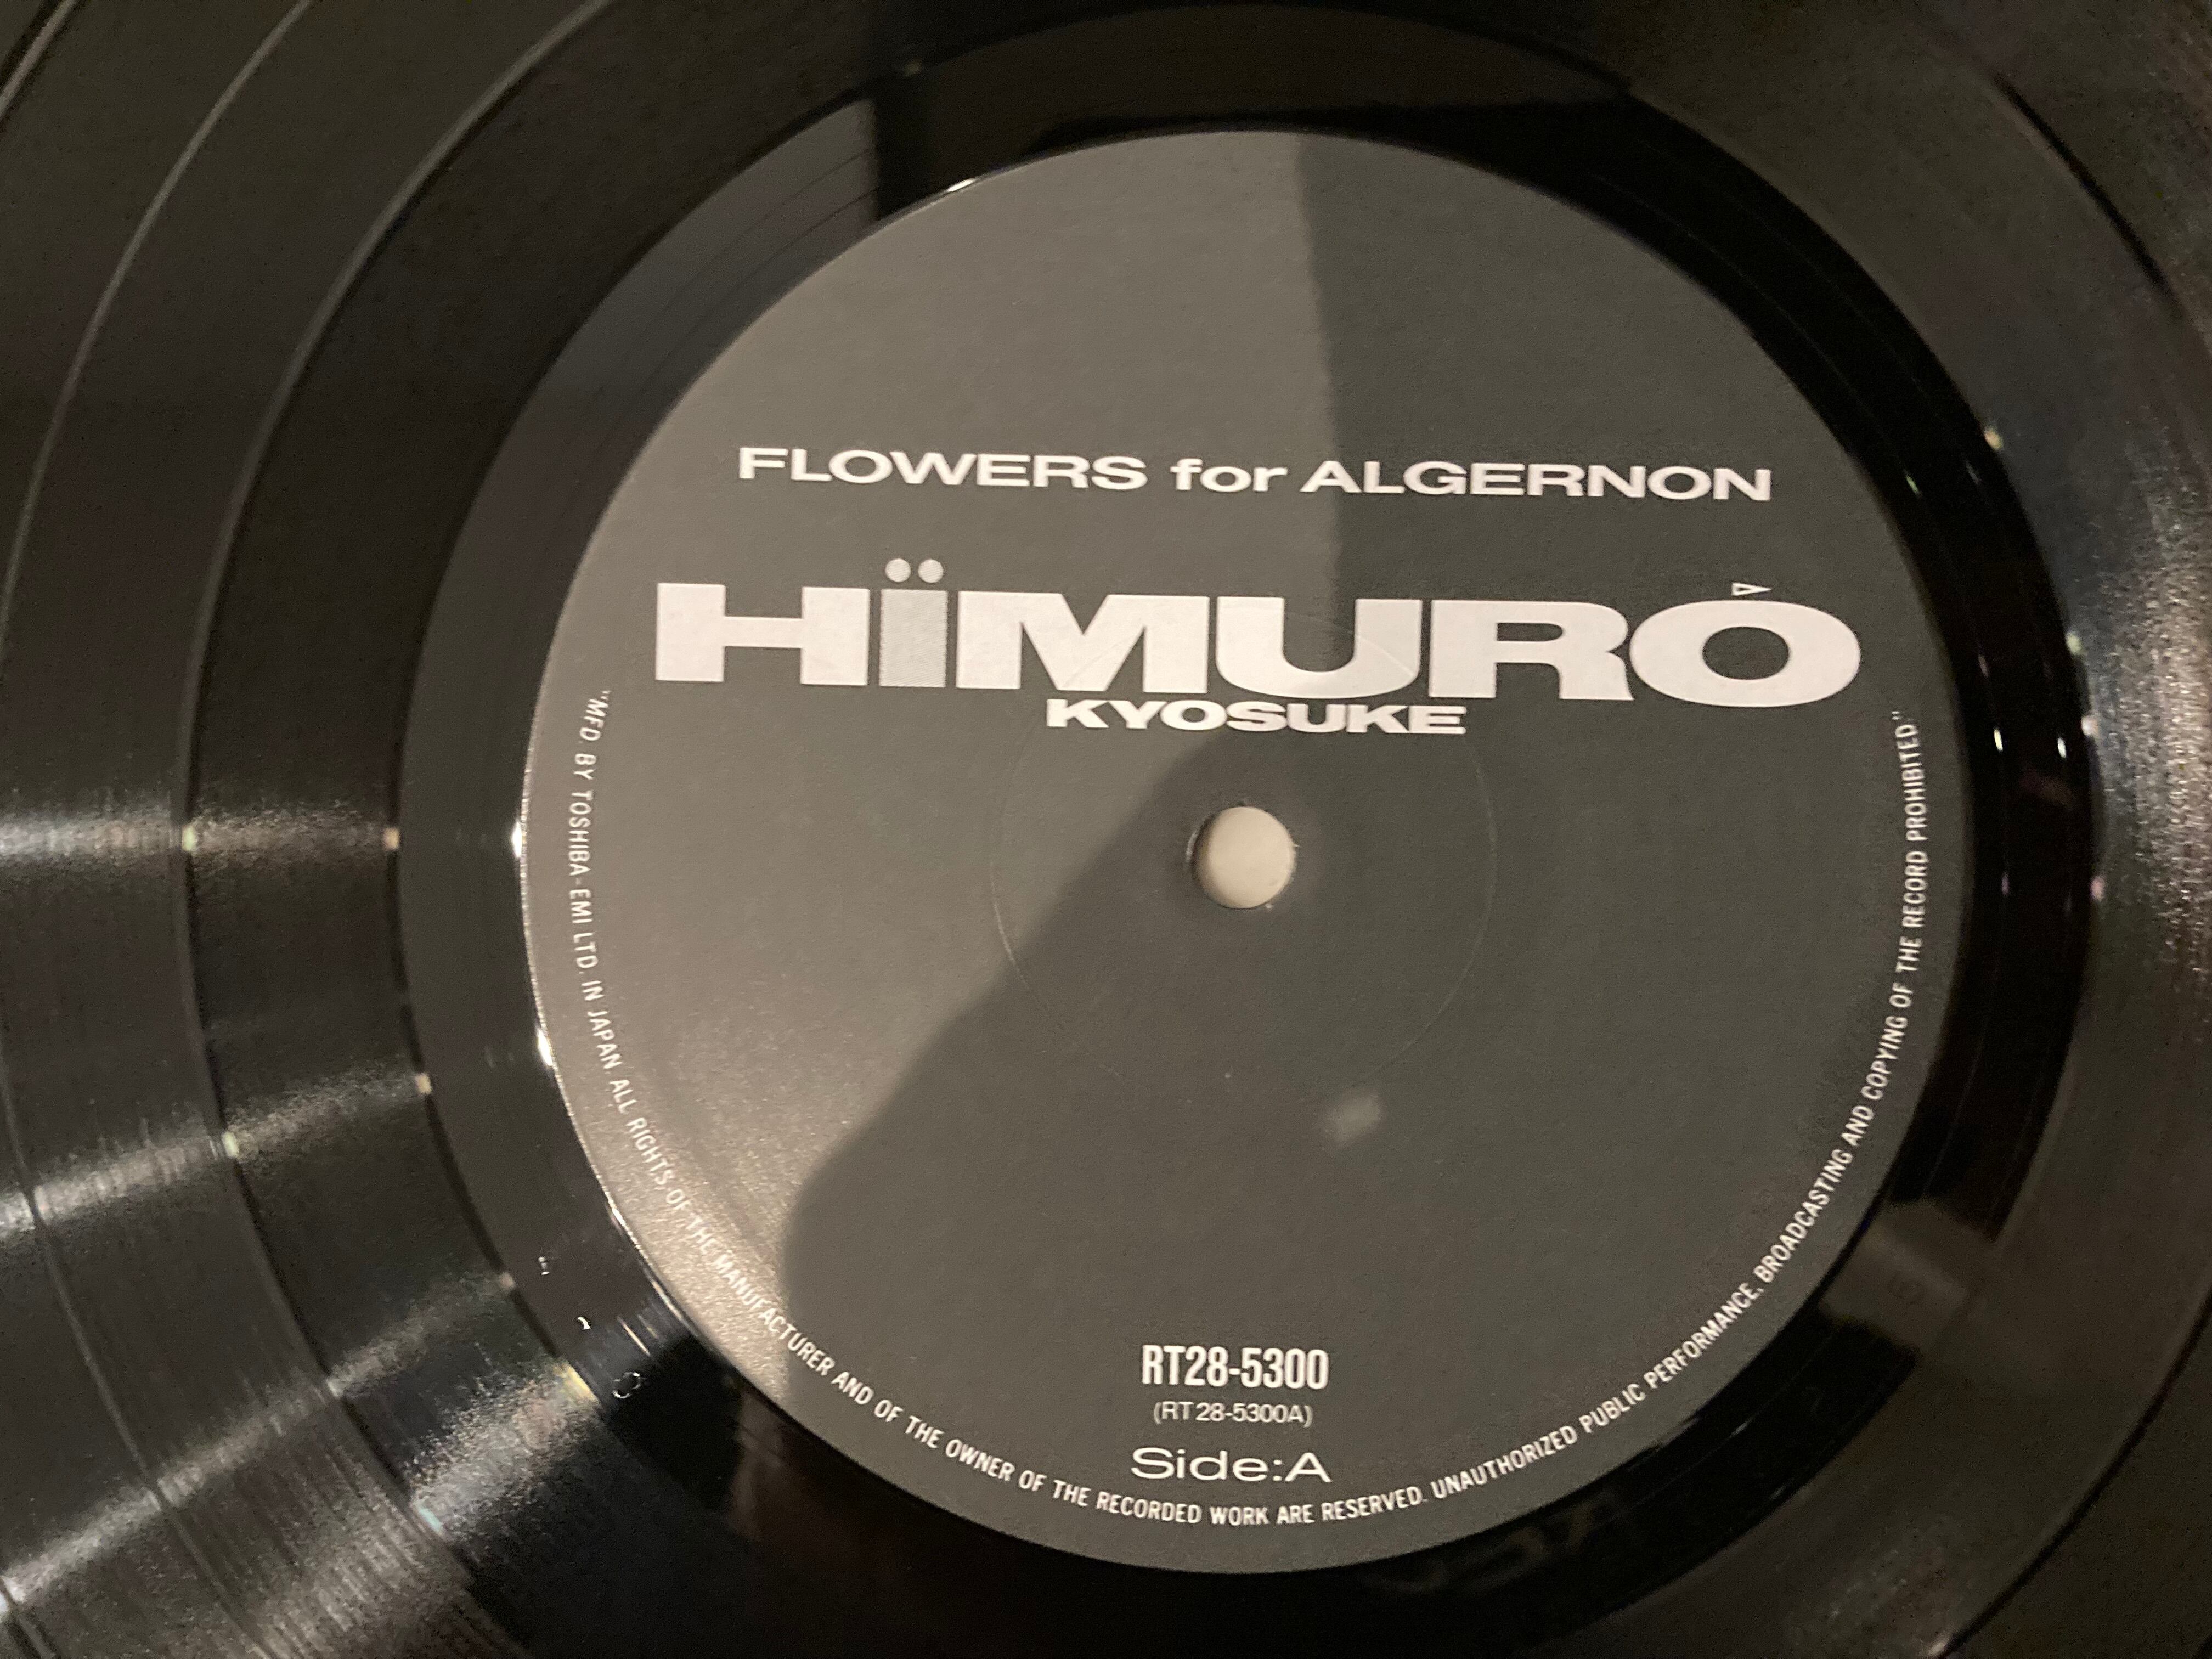 FLOWERS for ALGERNON
HÏMURO
KYOSUKE
RT28-5300
(RT28-5300A)
Side:A
"MFD. BY TOSHIBA-EMI LTD. IN JAPAN. ALL RIGHTS OF THE MANUFACTURER AND OF THE OWNER OF THE RECORDED WORK ARE RESERVED. UNAUTHORIZED PUBLIC PERFORMANCE, BROADCASTING AND COPYING OF THE RECORD PROHIBITED"